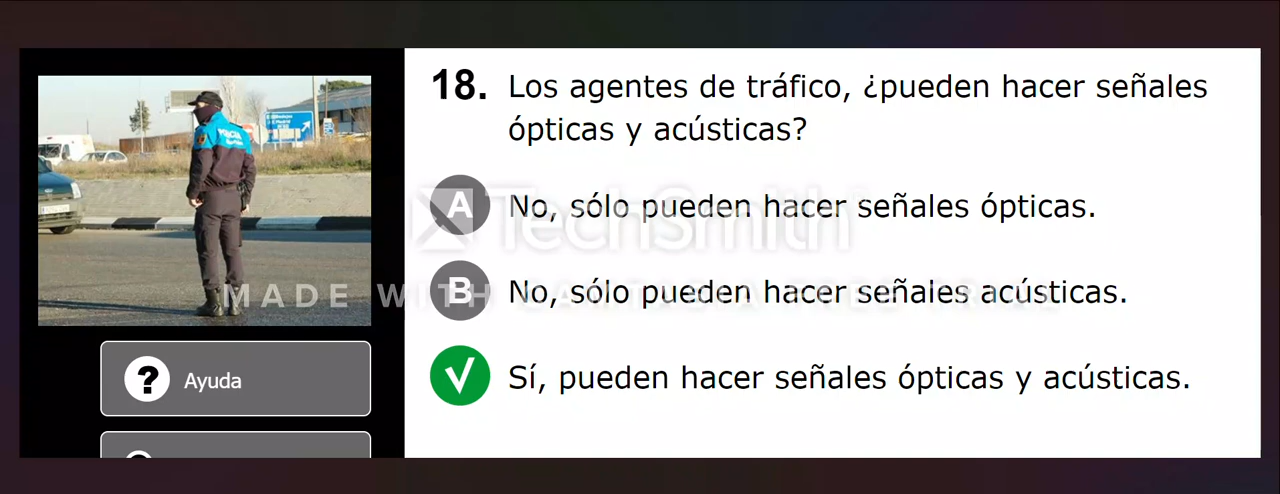 18. Los agentes de tráfico, ¿pueden hacer señales
ópticas y acústicas?
A No, sólo pueden hacer señales ópticas.
TechSmith
B No, sólo pueden hacer señales acústicas.
MADE WITH
√ Sí, pueden hacer señales ópticas y acústicas.
POLICIA
? Ayuda